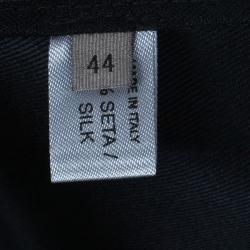 44
MADE IN ITALY
% SETA /
SILK